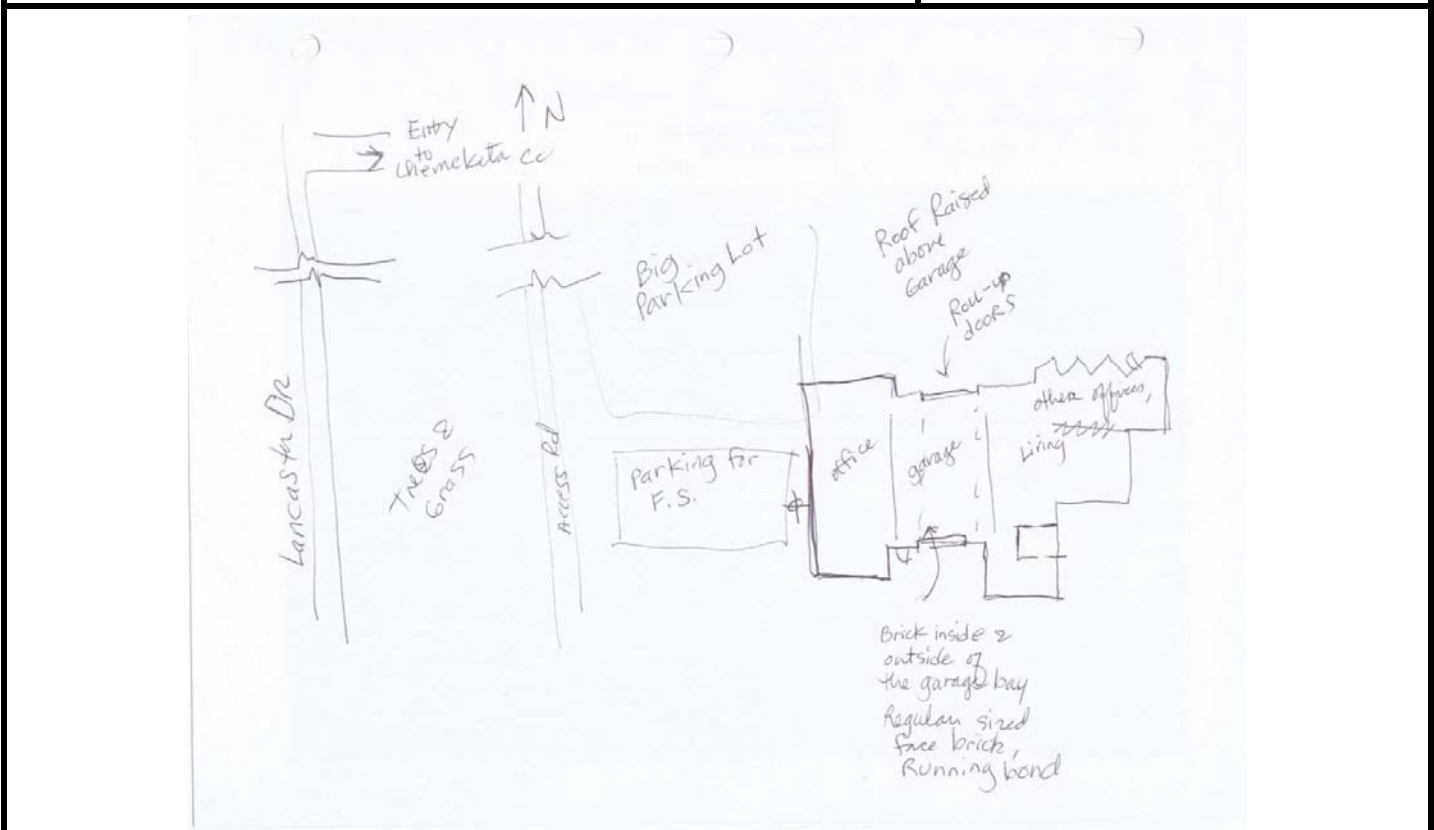 Entry
to
Chemeketa CC
N
Big
Parking Lot
Roof Raised
above
Garage
Roll-up
doors
Lancaster Dr
Trees &
Grass
Access Rd
Parking for
F.S.
office
garage
other offices,
Living
Brick inside &
outside of
the garage bay
Regular sized
face brick,
Running bond